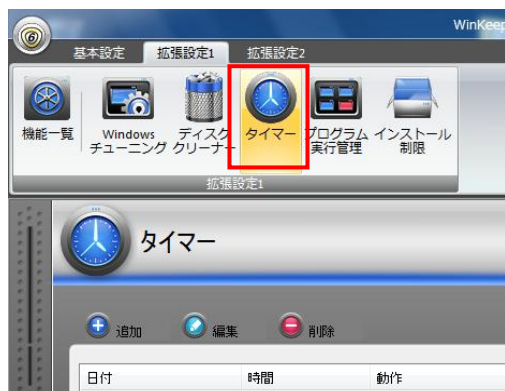 WinKeep
基本設定 拡張設定1 拡張設定2
機能一覧 Windows チューニング ディスク クリーナー タイマー プログラム 実行管理 インストール 制限
拡張設定1
タイマー
追加 編集 削除
日付 時間 動作